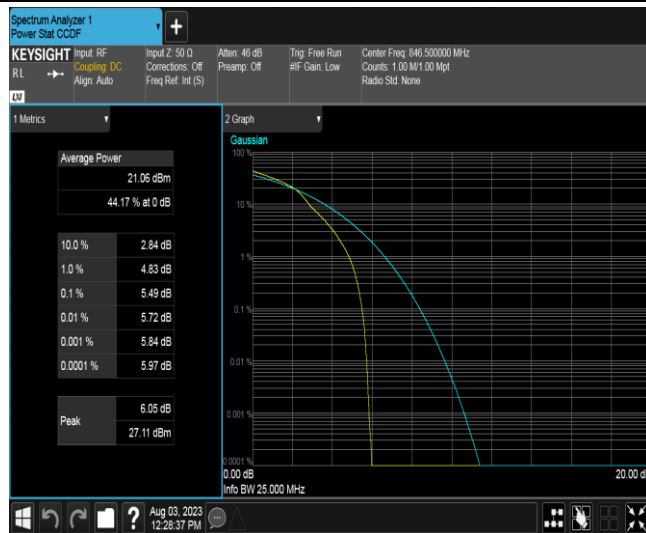 Spectrum Analyzer 1
Power Stat CCDF
KEYSIGHT
RL
LXI
Input: RF
Coupling: DC
Align: Auto
Input Z: 50 Ω
Corrections: Off
Freq Ref: Int (S)
Atten: 46 dB
Preamp: Off
Trig: Free Run
#IF Gain: Low
Center Freq: 846.500000 MHz
Counts: 1.00 M/1.00 Mpt
Radio Std: None
1 Metrics
Average Power
21.06 dBm
44.17 % at 0 dB
10.0 % 2.84 dB
1.0 % 4.83 dB
0.1 % 5.49 dB
0.01 % 5.72 dB
0.001 % 5.84 dB
0.0001 % 5.97 dB
Peak
6.05 dB
27.11 dBm
2 Graph
Gaussian
100 %
10 %
1 %
0.1 %
0.01 %
0.001 %
0.0001 %
0.00 dB
20.00 d
Info BW 25.000 MHz
?
Aug 03, 2023
12:28:37 PM